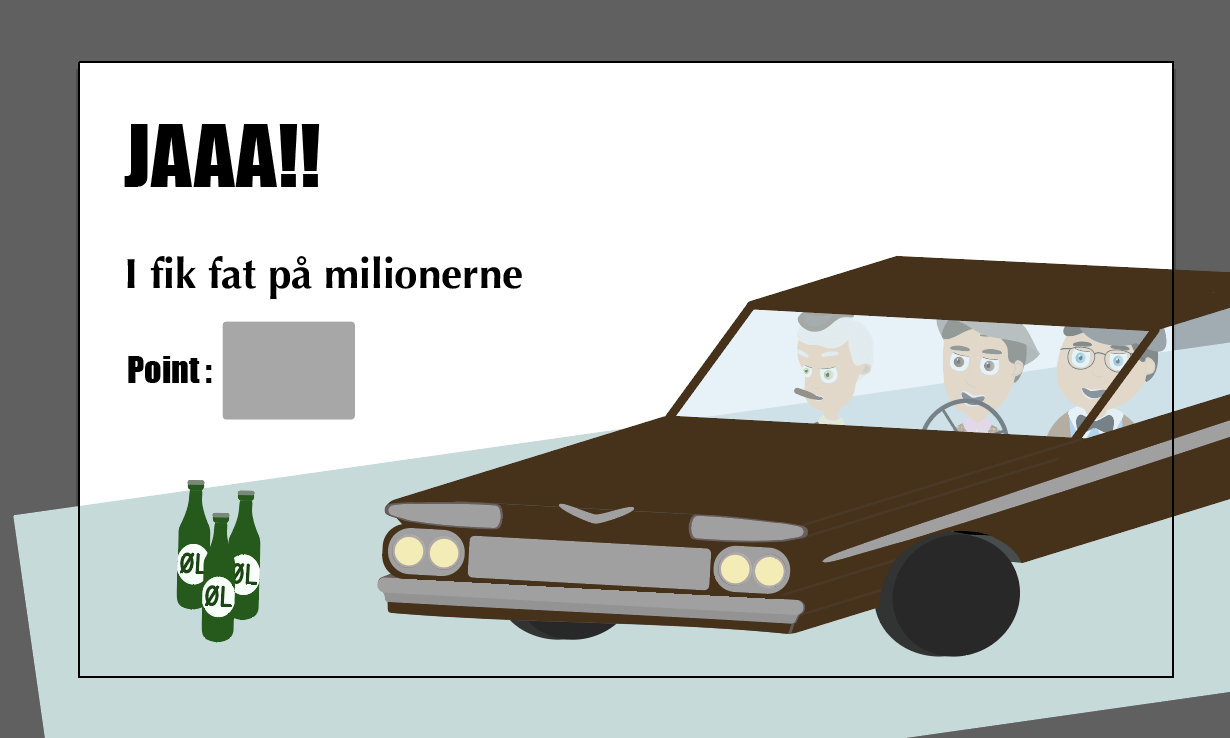 JAAA!!
I fik fat på milionerne
Point :
ØL
ØL
ØL